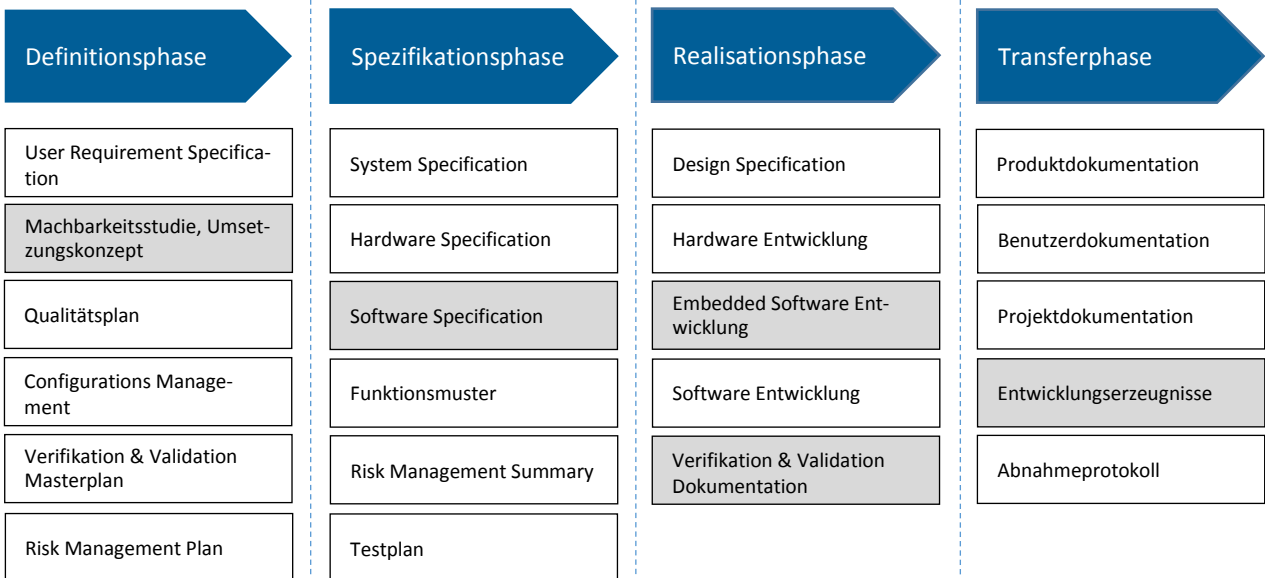 Definitionsphase
User Requirement Specifica-
tion
Machbarkeitsstudie, Umset-
zungskonzept
Qualitätsplan
Configurations Manage-
ment
Verifikation & Validation
Masterplan
Risk Management Plan
Spezifikationsphase
System Specification
Hardware Specification
Software Specification
Funktionsmuster
Risk Management Summary
Testplan
Realisationsphase
Design Specification
Hardware Entwicklung
Embedded Software Ent-
wicklung
Software Entwicklung
Verifikation & Validation
Dokumentation
Transferphase
Produktdokumentation
Benutzerdokumentation
Projektdokumentation
Entwicklungserzeugnisse
Abnahmeprotokoll